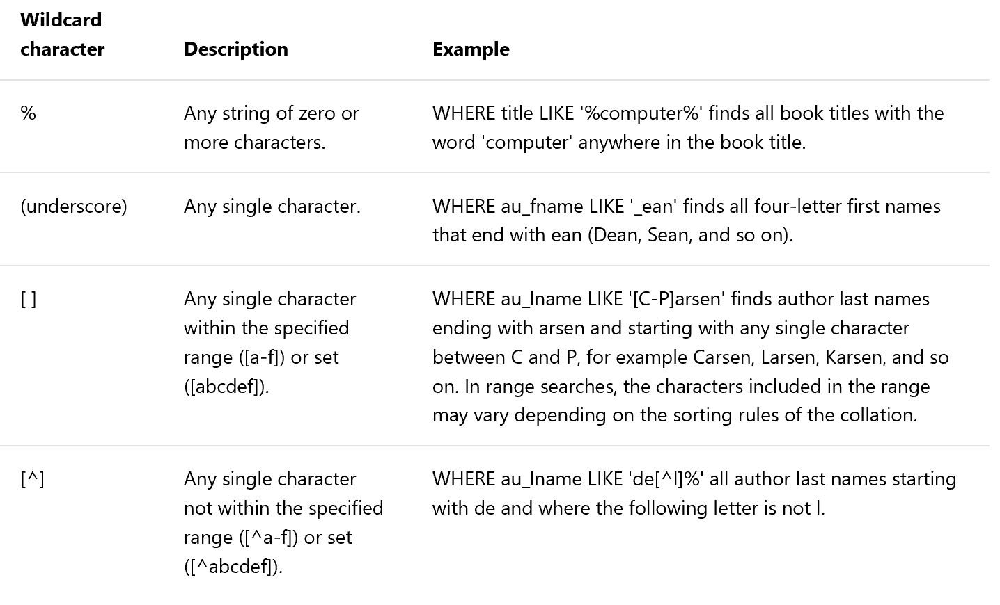 Wildcard
character Description Example
% Any string of zero or WHERE title LIKE '%computer%' finds all book titles with the
more characters. word 'computer' anywhere in the book title.
(underscore) Any single character. WHERE au_fname LIKE '_ean' finds all four-letter first names
that end with ean (Dean, Sean, and so on).
[ ] Any single character WHERE au_lname LIKE '[C-P]arsen' finds author last names
within the specified ending with arsen and starting with any single character
range ([a-f]) or set between C and P, for example Carsen, Larsen, Karsen, and so
([abcdef]). on. In range searches, the characters included in the range
may vary depending on the sorting rules of the collation.
[^] Any single character WHERE au_lname LIKE 'de[^l]%' all author last names starting
not within the specified with de and where the following letter is not l.
range ([^a-f]) or set
([^abcdef]).